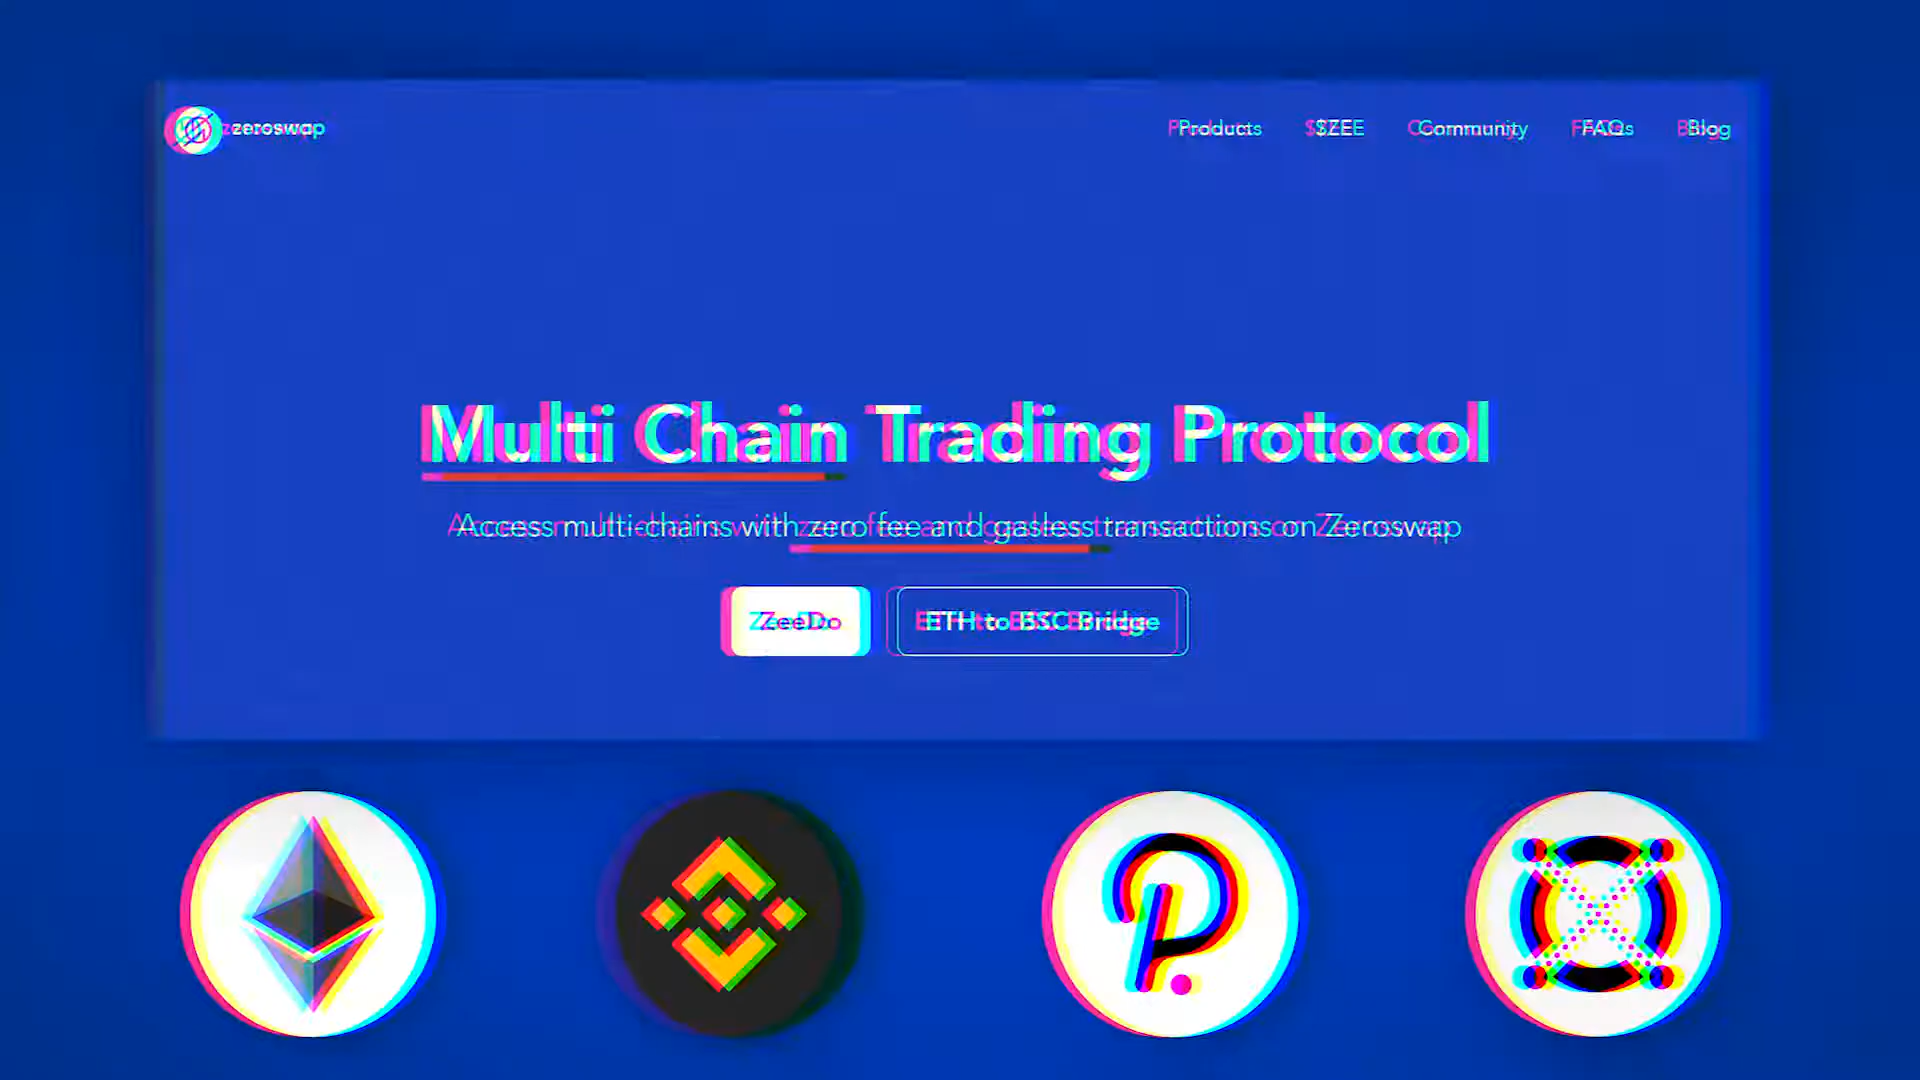 zeroswap
Products $ZEE Community FAQs Blog
Multi Chain Trading Protocol
Access multi-chains with zero fee and gasless transactions on Zeroswap
ZeeDo
ETH to BSC Bridge